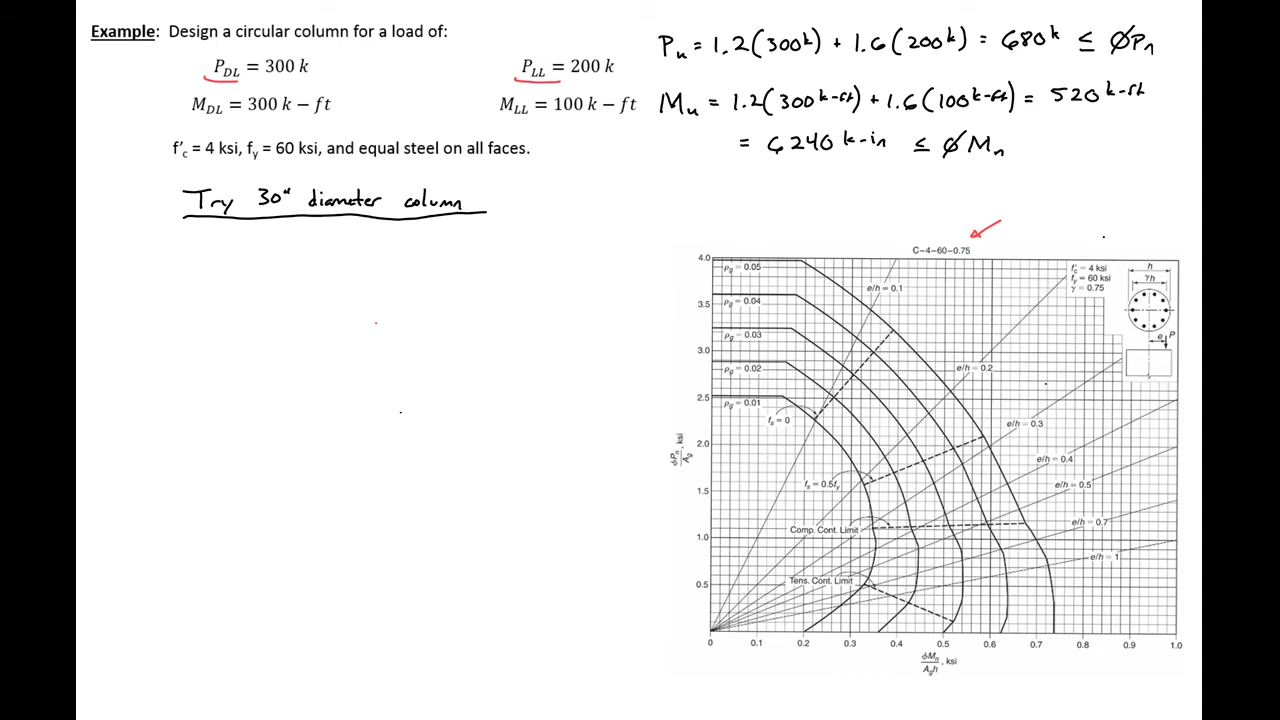 Example: Design a circular column for a load of:
P_DL = 300 k
P_LL = 200 k
M_DL = 300 k − ft
M_LL = 100 k − ft
f'c = 4 ksi, fy = 60 ksi, and equal steel on all faces.
Try 30" diameter column
Pu = 1.2(300k) + 1.6(200k) = 680k ≤ ϕPn
Mu = 1.2(300k-ft) + 1.6(100k-ft) = 520k-ft
= 6240 k-in ≤ ϕMn
C–4–60–0.75
4.0
3.5
3.0
2.5
2.0
1.5
1.0
0.5
ϕPn/Ag, ksi
ρg = 0.05
ρg = 0.04
ρg = 0.03
ρg = 0.02
ρg = 0.01
e/h = 0.1
e/h = 0.2
e/h = 0.3
e/h = 0.4
e/h = 0.5
e/h = 0.7
e/h = 1
fs = 0
fs = 0.5fy
Comp. Cont. Limit
Tens. Cont. Limit
f'c = 4 ksi
fy = 60 ksi
γ = 0.75
h
γh
e
P
0 0.1 0.2 0.3 0.4 0.5 0.6 0.7 0.8 0.9 1.0
ϕMn/Agh, ksi